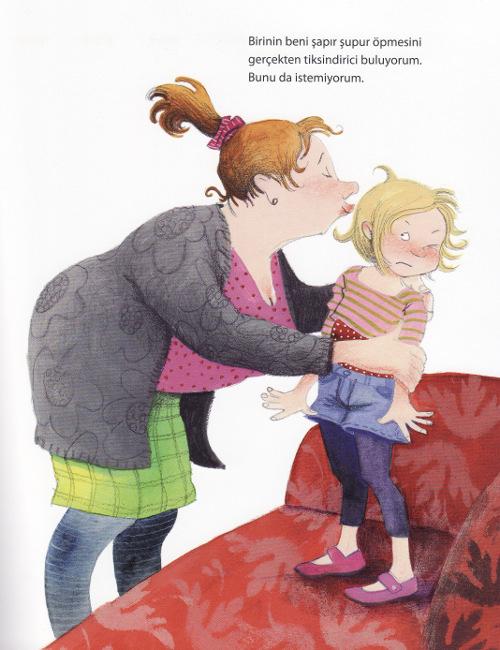 Birinin beni şapır şupur öpmesini
gerçekten tiksindirici buluyorum.
Bunu da istemiyorum.